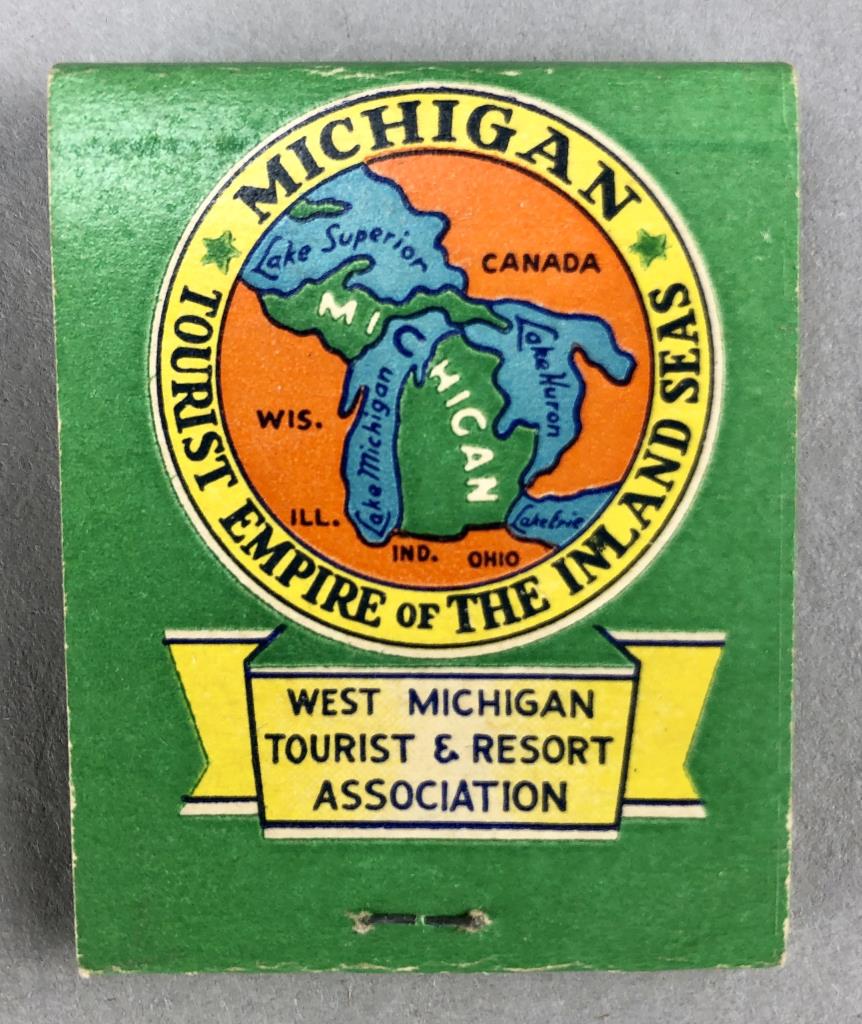 MICHIGAN
TOURIST EMPIRE OF THE INLAND SEAS
Lake Superior
CANADA
MICHIGAN
Lake Huron
Lake Michigan
WIS.
ILL.
Lake Erie
IND.
OHIO
WEST MICHIGAN
TOURIST & RESORT
ASSOCIATION